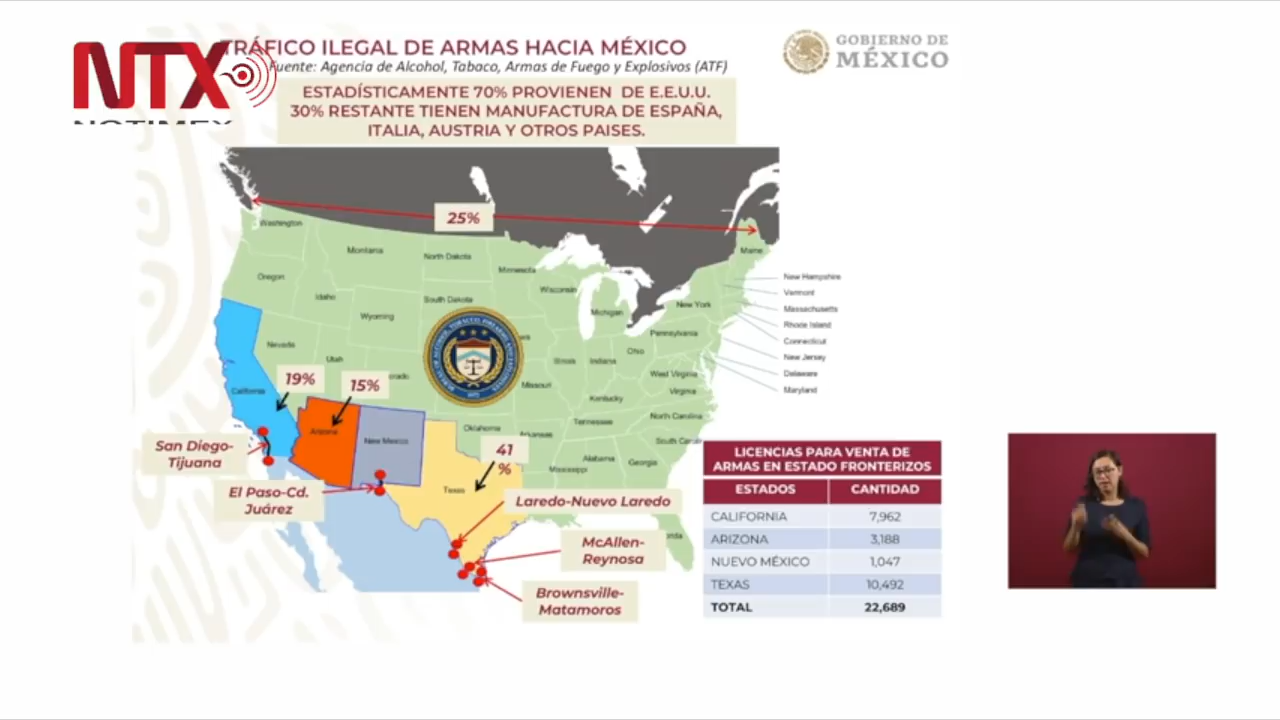 NTX
NOTIMEX
TRÁFICO ILEGAL DE ARMAS HACIA MÉXICO
Fuente: Agencia de Alcohol, Tabaco, Armas de Fuego y Explosivos (ATF)
GOBIERNO DE
MÉXICO
ESTADÍSTICAMENTE 70% PROVIENEN DE E.E.U.U.
30% RESTANTE TIENEN MANUFACTURA DE ESPAÑA,
ITALIA, AUSTRIA Y OTROS PAISES.
25%
Washington
Montana
North Dakota
Minnesota
Maine
Oregon
Idaho
South Dakota
Wisconsin
Michigan
New York
New Hampshire
Vermont
Massachusetts
Rhode Island
Connecticut
New Jersey
Delaware
Maryland
Wyoming
Nevada
Utah
orado
Illinois
Indiana
Ohio
Pennsylvania
West Virginia
Virginia
Missouri
Kentucky
California
19%
15%
Arizona
New Mexico
Oklahoma
Arkansas
Tennessee
North Carolina
South Carol
Mississippi
Alabama
Georgia
Texas
41
%
San Diego-
Tijuana
El Paso-Cd.
Juárez
Laredo-Nuevo Laredo
McAllen-
Reynosa
Brownsville-
Matamoros
rida
LICENCIAS PARA VENTA DE
ARMAS EN ESTADO FRONTERIZOS
ESTADOS CANTIDAD
CALIFORNIA 7,962
ARIZONA 3,188
NUEVO MÉXICO 1,047
TEXAS 10,492
TOTAL 22,689